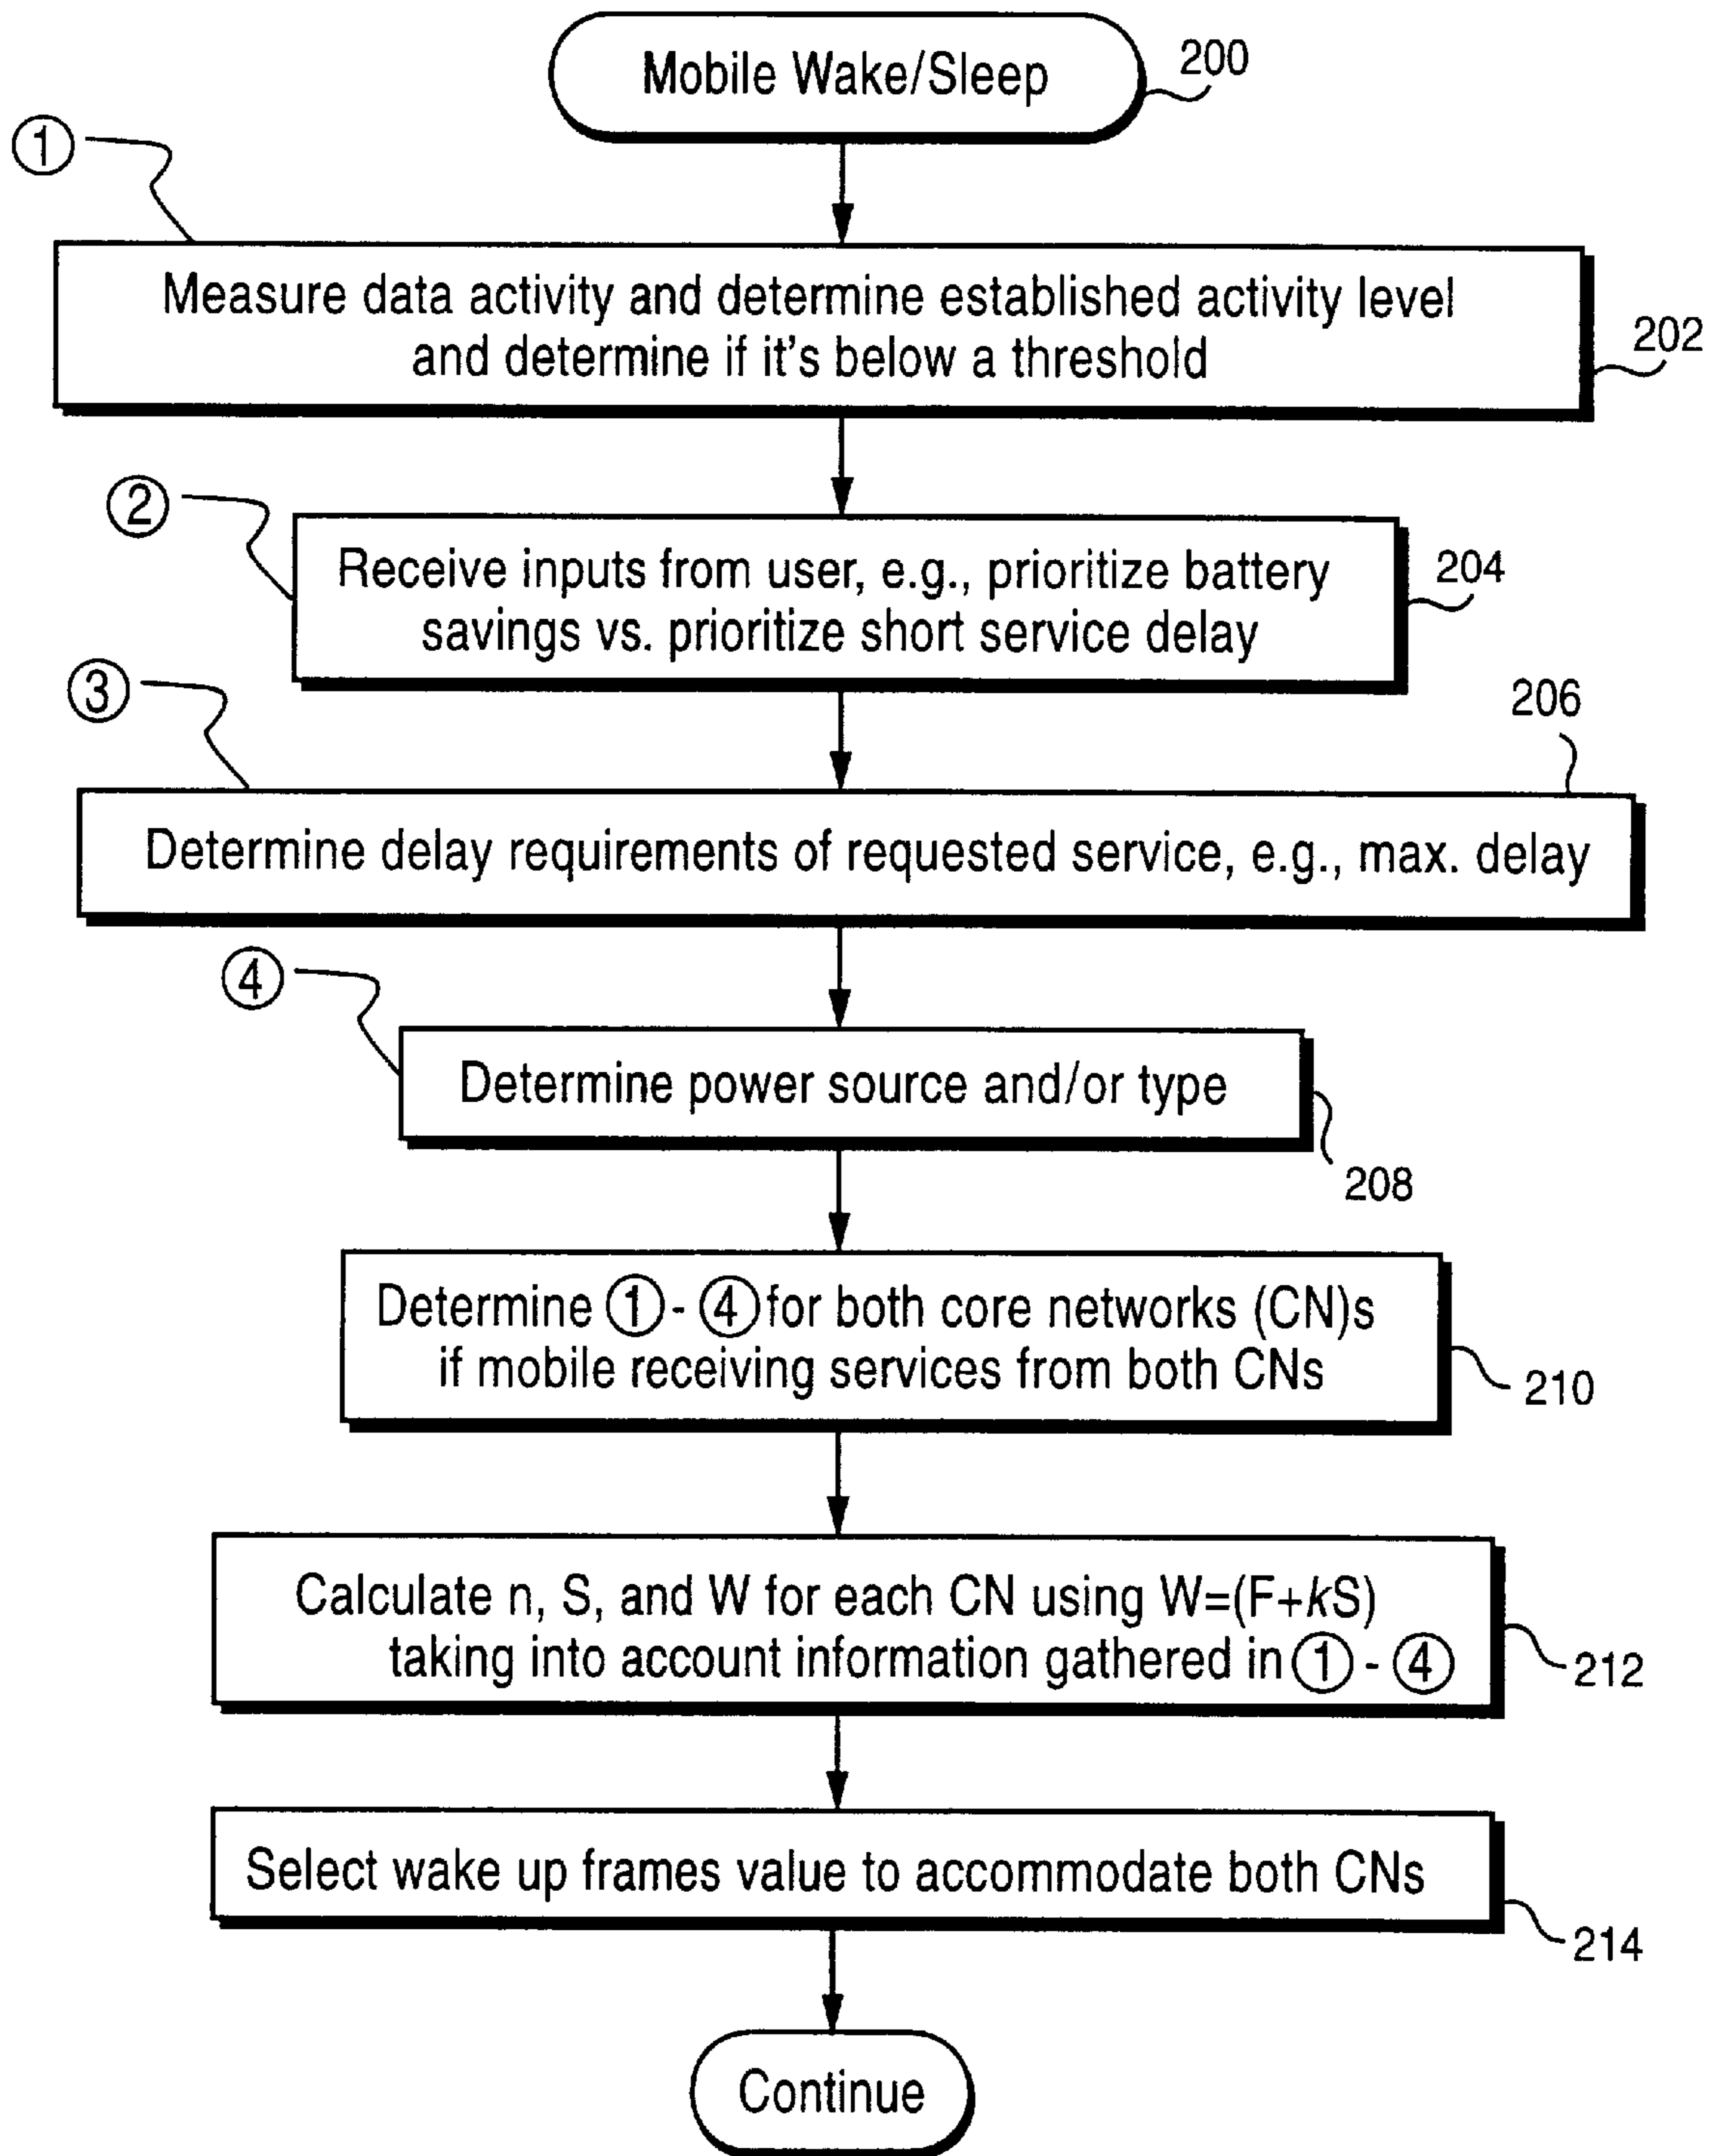 Mobile Wake/Sleep
200
①
Measure data activity and determine established activity level
and determine if it's below a threshold
202
②
Receive inputs from user, e.g., prioritize battery
savings vs. prioritize short service delay
204
③
206
Determine delay requirements of requested service, e.g., max. delay
④
Determine power source and/or type
208
Determine ①-④ for both core networks (CN)s
if mobile receiving services from both CNs
210
Calculate n, S, and W for each CN using W=(F+kS)
taking into account information gathered in ①-④
212
Select wake up frames value to accommodate both CNs
214
Continue